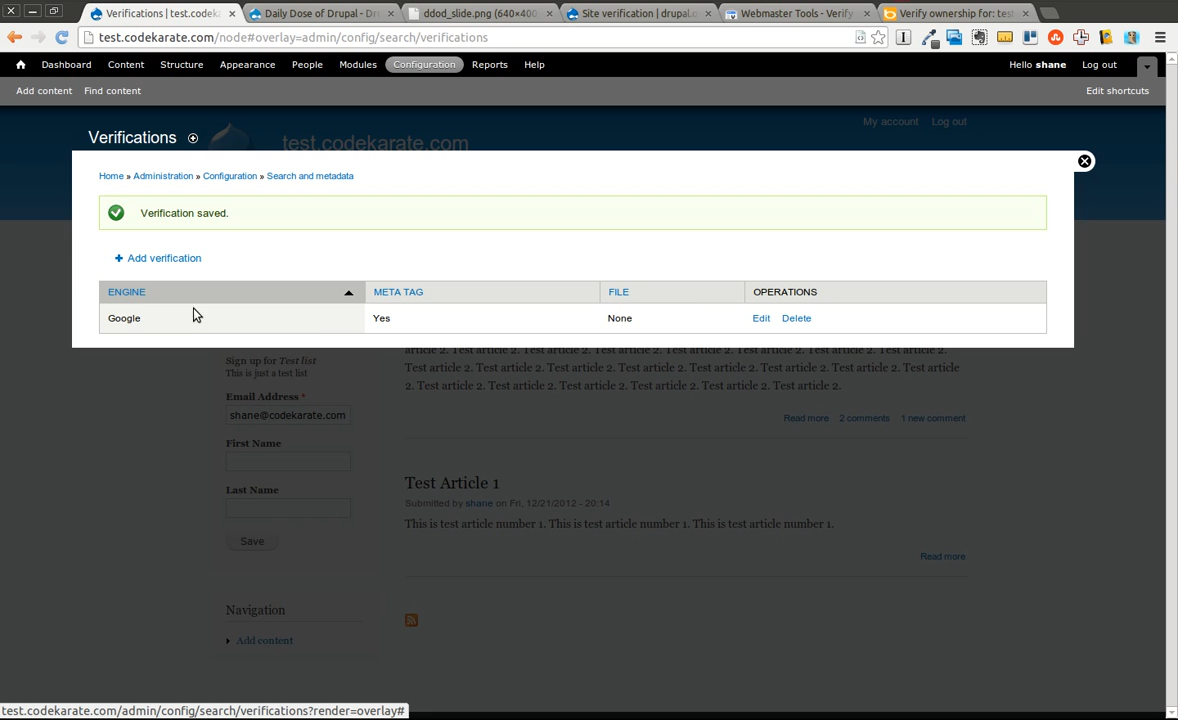 Verifications | test.codeka
Daily Dose of Drupal - Dr
ddod_slide.png (640×400
Site verification | drupal.o
Webmaster Tools - Verify
Verify ownership for: test
test.codekarate.com/node#overlay=admin/config/search/verifications
Dashboard Content Structure Appearance People Modules Configuration Reports Help Hello shane Log out
Add content Find content Edit shortcuts
My account Log out
Verifications
test.codekarate.com
Home » Administration » Configuration » Search and metadata
Verification saved.
Add verification
ENGINE META TAG FILE OPERATIONS
Google Yes None Edit Delete
article 2. Test article 2. Test article 2. Test article 2. Test article 2. Test article 2. Test article 2.
Sign up for Test list
This is just a test list
Test article 2. Test article 2. Test article 2. Test article 2. Test article 2. Test article 2. Test article
2. Test article 2. Test article 2. Test article 2. Test article 2. Test article 2.
Email Address *
shane@codekarate.com
Read more 2 comments 1 new comment
First Name
Last Name
Save
Test Article 1
Submitted by shane on Fri, 12/21/2012 - 20:14
This is test article number 1. This is test article number 1. This is test article number 1.
Read more
Navigation
Add content
test.codekarate.com/admin/config/search/verifications?render=overlay#